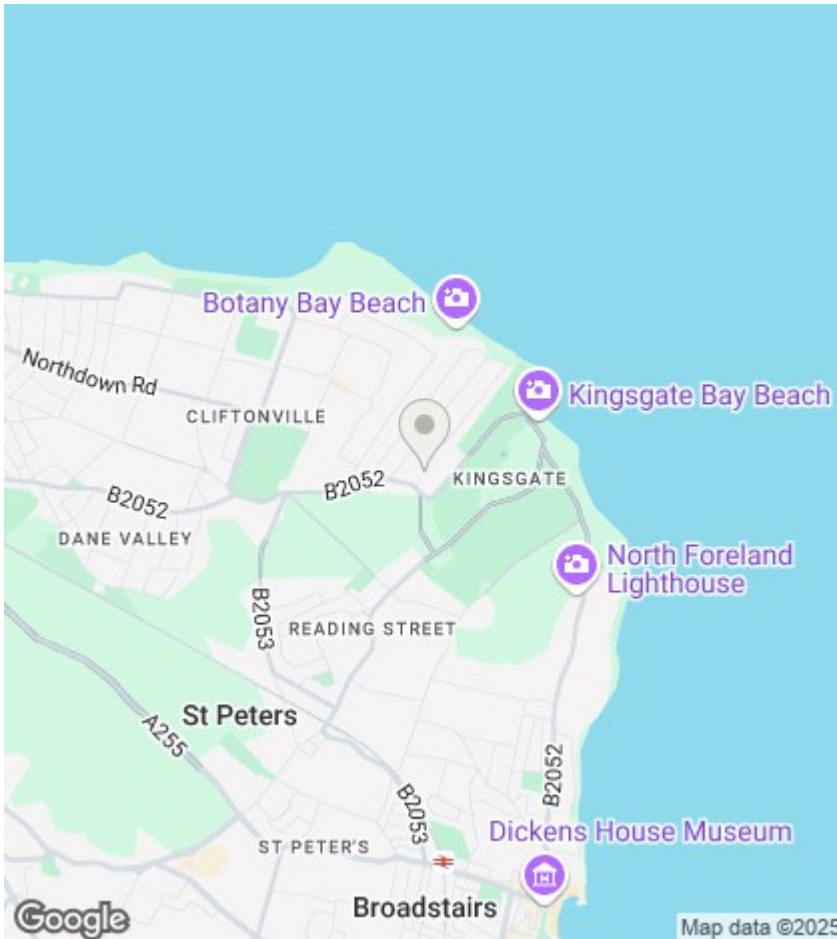 Botany Bay Beach
Northdown Rd
Kingsgate Bay Beach
CLIFTONVILLE
B2052
KINGSGATE
B2052
DANE VALLEY
North Foreland
Lighthouse
B2053
READING STREET
St Peters
A255
B2052
B2053
Dickens House Museum
ST PETER'S
Broadstairs
Google
Map data ©2025